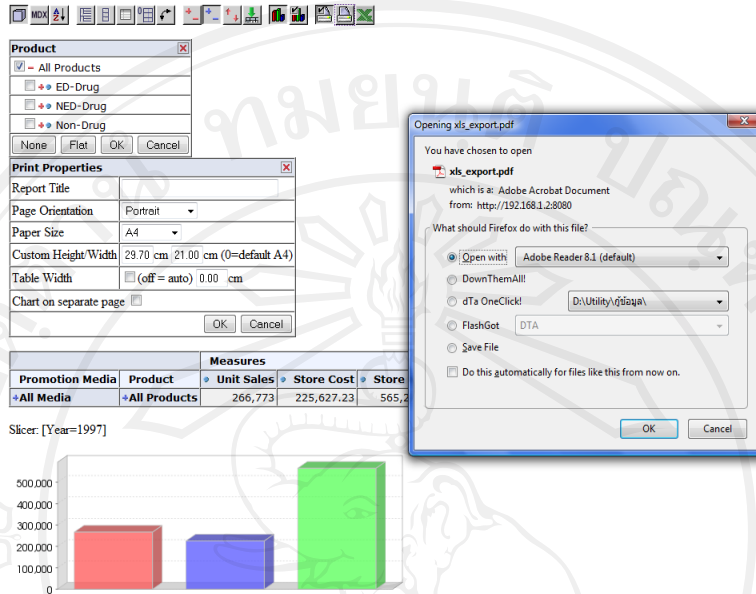 MDX
Product
All Products
ED-Drug
NED-Drug
Non-Drug
None Flat OK Cancel
Print Properties
Report Title
Page Orientation Portrait
Paper Size A4
Custom Height/Width 29.70 cm 21.00 cm (0=default A4)
Table Width (off = auto) 0.00 cm
Chart on separate page
OK Cancel
Measures
Promotion Media Product Unit Sales Store Cost Store
All Media All Products 266,773 225,627.23 565,2
Slicer: [Year=1997]
500,000
400,000
300,000
200,000
100,000
0
Opening xls_export.pdf
You have chosen to open
xls_export.pdf
which is a: Adobe Acrobat Document
from: http://192.168.1.2:8080
What should Firefox do with this file?
Open with Adobe Reader 8.1 (default)
DownThemAll!
dTa OneClick! D:\Utility\กู้ข้อมูล\
FlashGot DTA
Save File
Do this automatically for files like this from now on.
OK Cancel